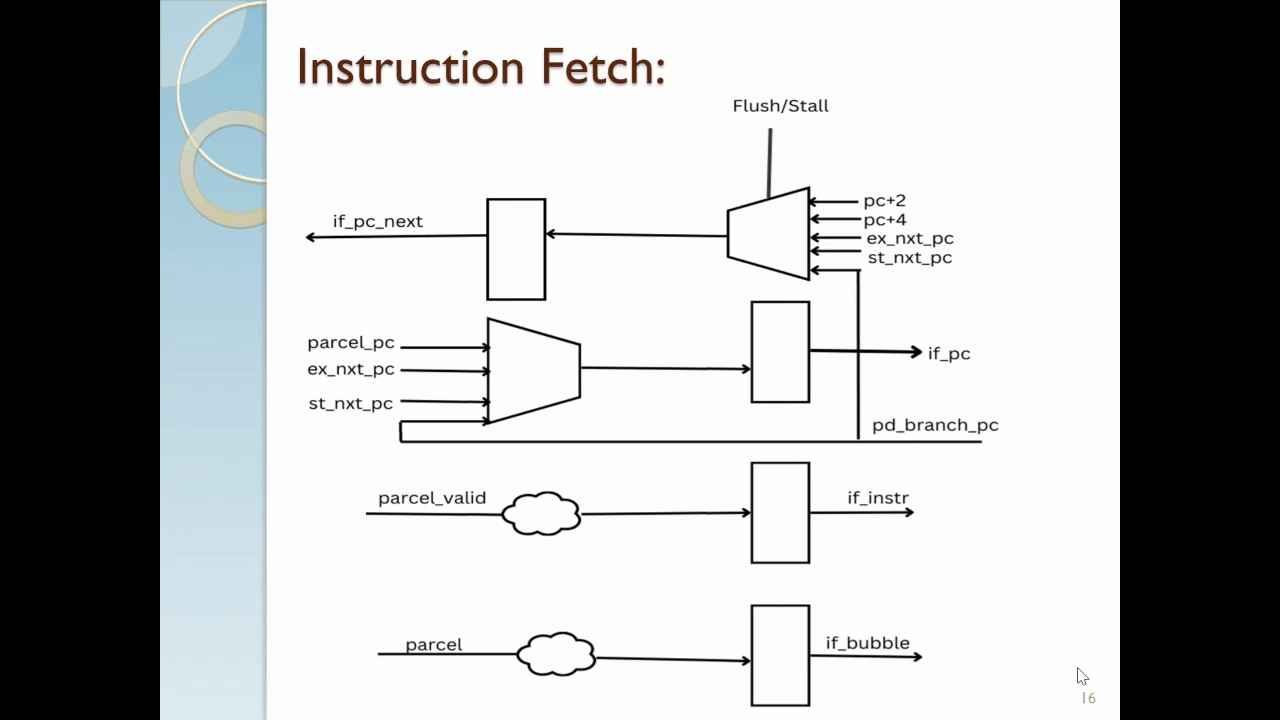 Instruction Fetch:
Flush/Stall
if_pc_next
pc+2
pc+4
ex_nxt_pc
st_nxt_pc
parcel_pc
ex_nxt_pc
st_nxt_pc
if_pc
pd_branch_pc
parcel_valid
if_instr
parcel
if_bubble
16